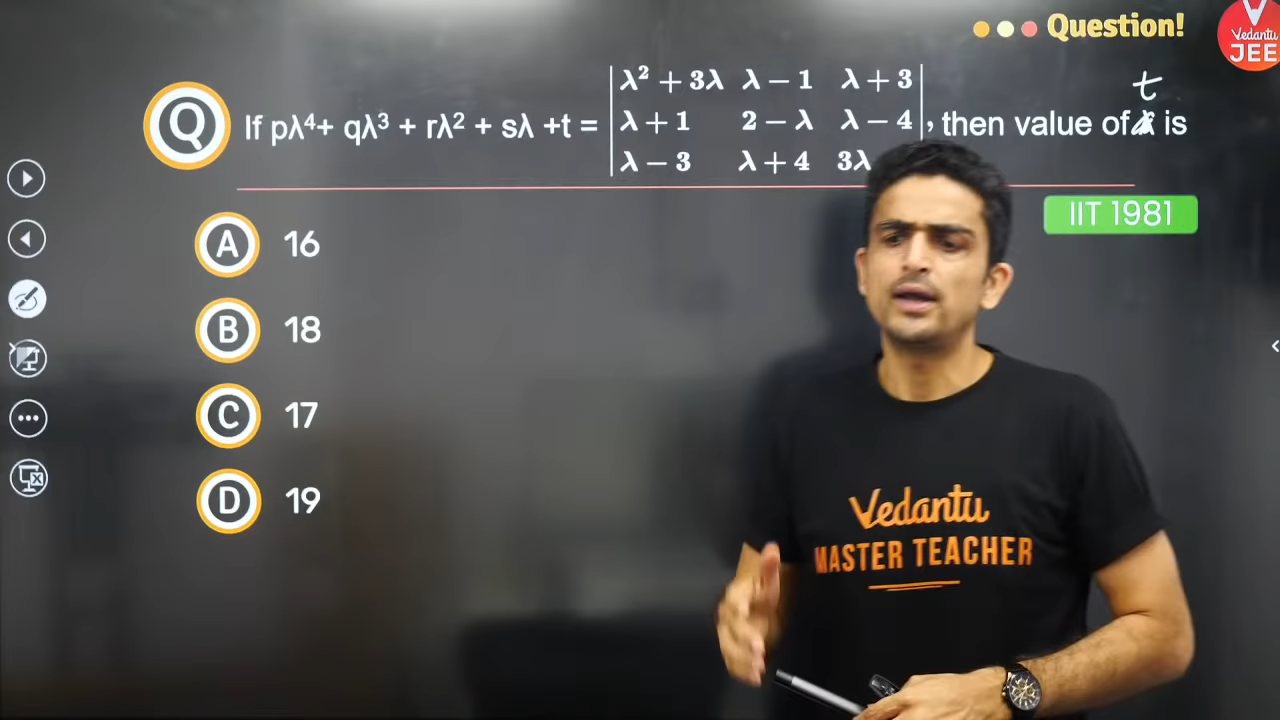 Question!
Vedantu
JEE
Q If pλ⁴+ qλ³ + rλ² + sλ +t = | λ² + 3λ λ − 1 λ + 3 |
| λ + 1 2 − λ λ − 4 |
| λ − 3 λ + 4 3λ
, then value of t is
IIT 1981
A 16
B 18
C 17
D 19
Vedantu
MASTER TEACHER